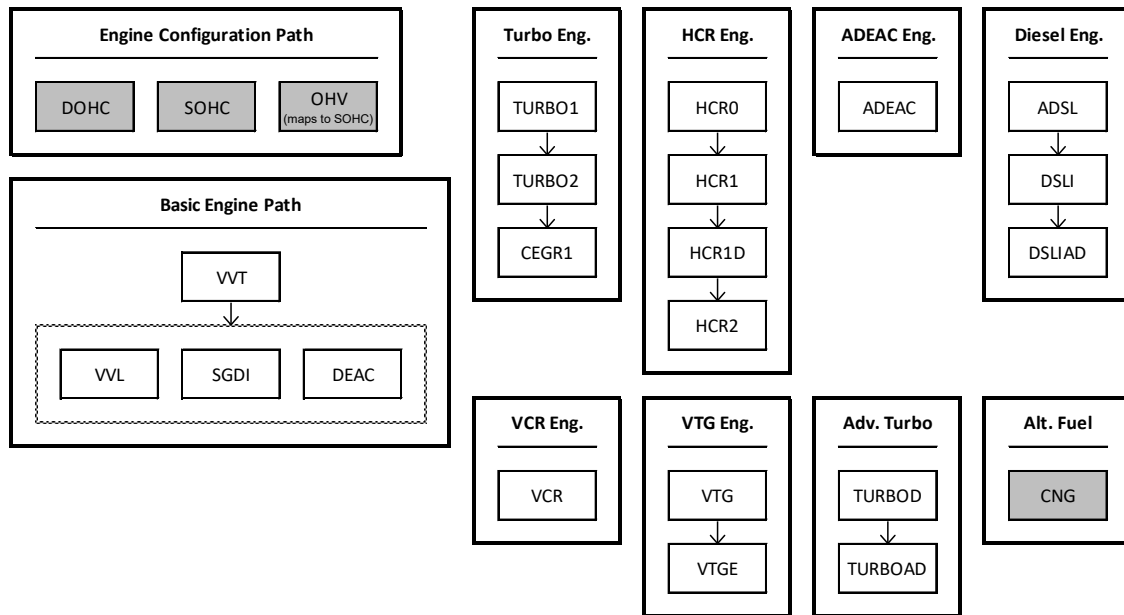 Engine Configuration Path
DOHC
SOHC
OHV
(maps to SOHC)
Basic Engine Path
VVT
VVL
SGDI
DEAC
Turbo Eng.
TURBO1
TURBO2
CEGR1
HCR Eng.
HCR0
HCR1
HCR1D
HCR2
ADEAC Eng.
ADEAC
Diesel Eng.
ADSL
DSLI
DSLIAD
VCR Eng.
VCR
VTG Eng.
VTG
VTGE
Adv. Turbo
TURBOD
TURBOAD
Alt. Fuel
CNG